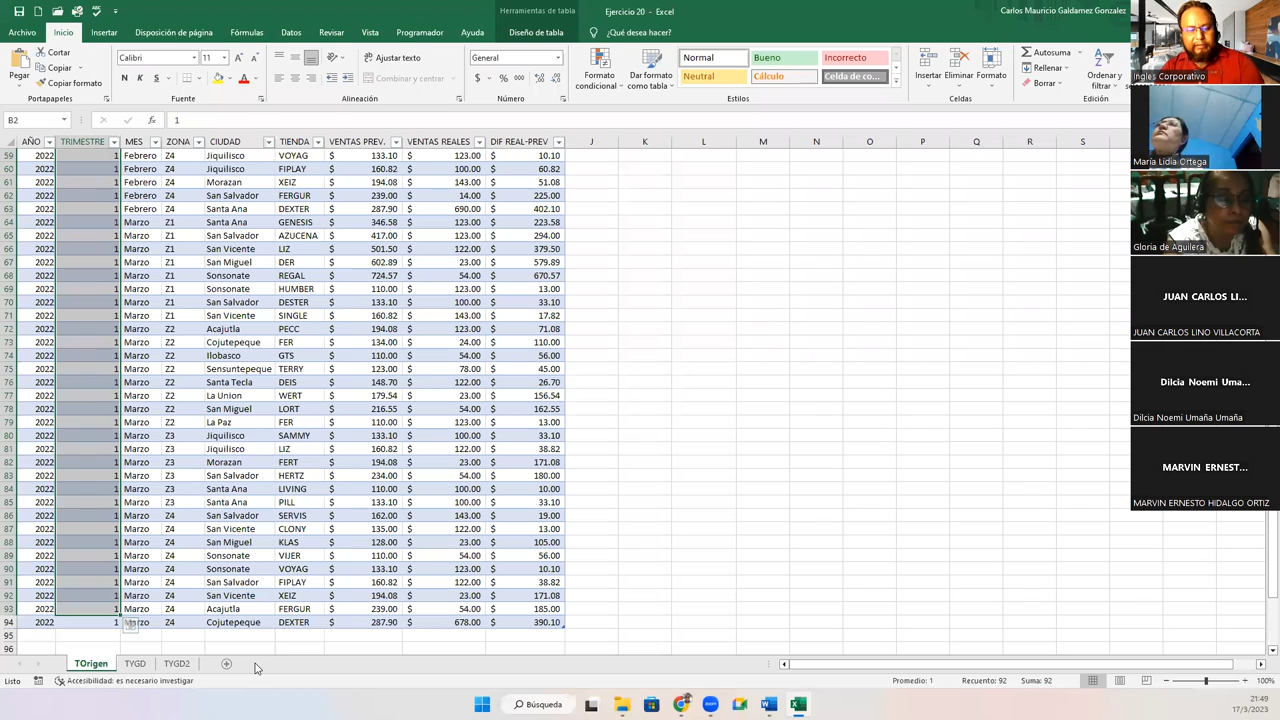 Herramientas de tabla
Ejercicio 20 - Excel
Carlos Mauricio Galdamez Gonzalez
Archivo Inicio Insertar Disposición de página Fórmulas Datos Revisar Vista Programador Ayuda Diseño de tabla ¿Qué desea hacer?
Pegar
Cortar
Copiar
Copiar formato
Portapapeles
Calibri 11
N K S
Fuente
Ajustar texto
Combinar y centrar
Alineación
General
$ % 000
Número
Formato condicional
Dar formato como tabla
Normal Bueno Incorrecto
Neutral Cálculo Celda de co...
Estilos
Insertar Eliminar Formato
Celdas
Autosuma
Rellenar
Borrar
Ordenar y filtrar
Edición
B2 1
AÑO TRIMESTRE MES ZONA CIUDAD TIENDA VENTAS PREV. VENTAS REALES DIF REAL-PREV J K L M N O P Q R S
59 2022 1 Febrero Z4 Jiquilisco VOYAG $ 133.10 $ 123.00 $ 10.10
60 2022 1 Febrero Z4 Jiquilisco FIPLAY $ 160.82 $ 100.00 $ 60.82
61 2022 1 Febrero Z4 Morazan XEIZ $ 194.08 $ 143.00 $ 51.08
62 2022 1 Febrero Z4 San Salvador FERGUR $ 239.00 $ 14.00 $ 225.00
63 2022 1 Febrero Z4 Santa Ana DEXTER $ 287.90 $ 690.00 $ 402.10
64 2022 1 Marzo Z1 Santa Ana GENESIS $ 346.58 $ 123.00 $ 223.58
65 2022 1 Marzo Z1 San Salvador AZUCENA $ 417.00 $ 123.00 $ 294.00
66 2022 1 Marzo Z1 San Vicente LIZ $ 501.50 $ 122.00 $ 379.50
67 2022 1 Marzo Z1 San Miguel DER $ 602.89 $ 23.00 $ 579.89
68 2022 1 Marzo Z1 Sonsonate REGAL $ 724.57 $ 54.00 $ 670.57
69 2022 1 Marzo Z1 Sonsonate HUMBER $ 110.00 $ 123.00 $ 13.00
70 2022 1 Marzo Z1 San Salvador DESTER $ 133.10 $ 100.00 $ 33.10
71 2022 1 Marzo Z1 San Vicente SINGLE $ 160.82 $ 143.00 $ 17.82
72 2022 1 Marzo Z2 Acajutla PECC $ 194.08 $ 123.00 $ 71.08
73 2022 1 Marzo Z2 Cojutepeque FER $ 134.00 $ 24.00 $ 110.00
74 2022 1 Marzo Z2 Ilobasco GTS $ 110.00 $ 54.00 $ 56.00
75 2022 1 Marzo Z2 Sensuntepeque TERRY $ 123.00 $ 78.00 $ 45.00
76 2022 1 Marzo Z2 Santa Tecla DEIS $ 148.70 $ 122.00 $ 26.70
77 2022 1 Marzo Z2 La Union WERT $ 179.54 $ 23.00 $ 156.54
78 2022 1 Marzo Z2 San Miguel LORT $ 216.55 $ 54.00 $ 162.55
79 2022 1 Marzo Z2 La Paz FER $ 110.00 $ 123.00 $ 13.00
80 2022 1 Marzo Z3 Jiquilisco SAMMY $ 133.10 $ 100.00 $ 33.10
81 2022 1 Marzo Z3 Jiquilisco LIZ $ 160.82 $ 122.00 $ 38.82
82 2022 1 Marzo Z3 Morazan FERT $ 194.08 $ 23.00 $ 171.08
83 2022 1 Marzo Z3 San Salvador HERTZ $ 234.00 $ 54.00 $ 180.00
84 2022 1 Marzo Z3 Santa Ana LIVING $ 110.00 $ 100.00 $ 10.00
85 2022 1 Marzo Z3 Santa Ana PILL $ 133.10 $ 100.00 $ 33.10
86 2022 1 Marzo Z4 San Salvador SERVIS $ 162.00 $ 143.00 $ 19.00
87 2022 1 Marzo Z4 San Vicente CLONY $ 135.00 $ 122.00 $ 13.00
88 2022 1 Marzo Z4 San Miguel KLAS $ 128.00 $ 23.00 $ 105.00
89 2022 1 Marzo Z4 Sonsonate VIJER $ 110.00 $ 54.00 $ 56.00
90 2022 1 Marzo Z4 Sonsonate VOYAG $ 133.10 $ 123.00 $ 10.10
91 2022 1 Marzo Z4 San Salvador FIPLAY $ 160.82 $ 122.00 $ 38.82
92 2022 1 Marzo Z4 San Vicente XEIZ $ 194.08 $ 23.00 $ 171.08
93 2022 1 Marzo Z4 Acajutla FERGUR $ 239.00 $ 54.00 $ 185.00
94 2022 1 Marzo Z4 Cojutepeque DEXTER $ 287.90 $ 678.00 $ 390.10
95
96
TOrigen TYGD TYGD2
Listo Accesibilidad: es necesario investigar Promedio: 1 Recuento: 92 Suma: 92 100%
Búsqueda
21:49
17/3/2023
Ingles Corporativo
María Lidia Ortega
Gloria de Aguilera
JUAN CARLOS LI...
JUAN CARLOS LINO VILLACORTA
Dilcia Noemi Uma...
Dilcia Noemi Umaña Umaña
MARVIN ERNEST...
MARVIN ERNESTO HIDALGO ORTIZ